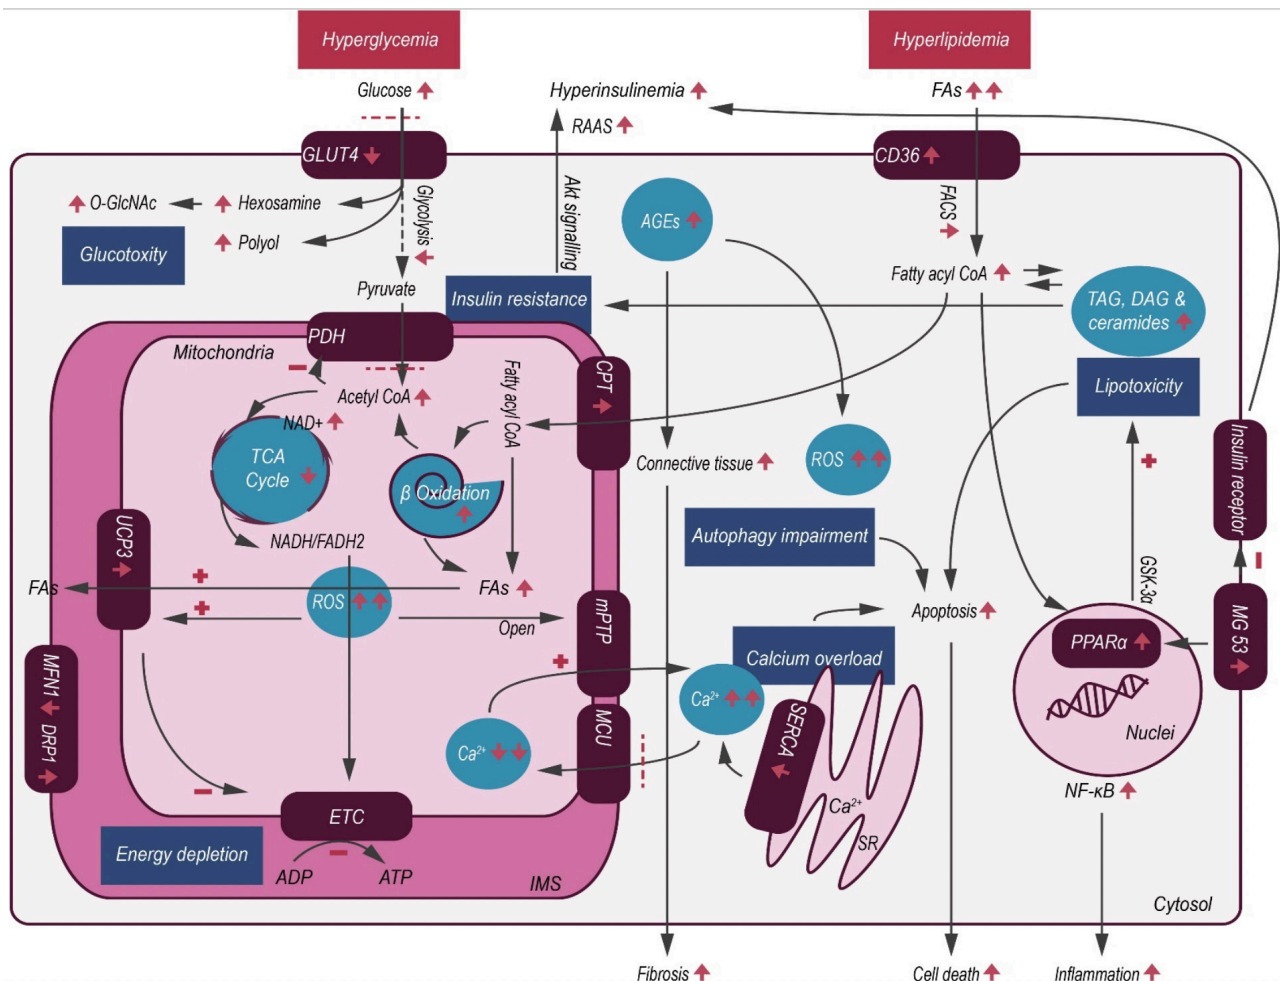 Hyperglycemia
Hyperlipidemia
Glucose
Hyperinsulinemia
FAs
RAAS
GLUT4
CD36
Akt signalling
O-GlcNAc
Hexosamine
Glycolysis
FACS
AGEs
Polyol
Glucotoxity
Fatty acyl CoA
Pyruvate
Insulin resistance
TAG, DAG &
ceramides
PDH
Mitochondria
CPT
Fatty acyl CoA
Lipotoxicity
Acetyl CoA
NAD+
TCA
Cycle
Connective tissue
ROS
Insulin receptor
β Oxidation
UCP3
NADH/FADH2
Autophagy impairment
FAs
ROS
FAs
Open
mPTP
Apoptosis
GSK-3α
MG 53
PPARα
Calcium overload
MFN1
DRP1
Ca²⁺
Ca²⁺
MCU
SERCA
Nuclei
NF-κB
Ca²⁺
SR
ETC
Energy depletion
ADP
ATP
IMS
Cytosol
Fibrosis
Cell death
Inflammation